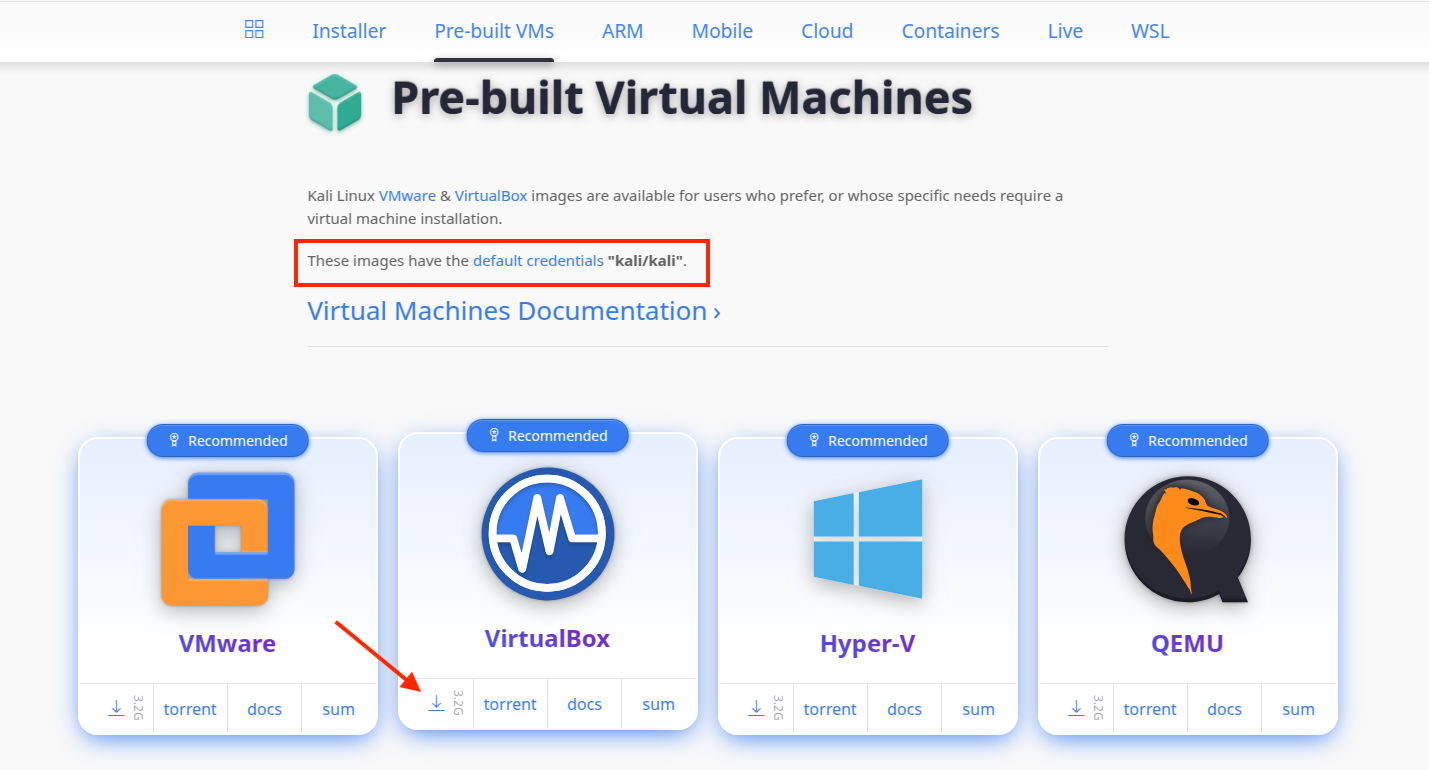 Installer Pre-built VMs ARM Mobile Cloud Containers Live WSL
Pre-built Virtual Machines
Kali Linux VMware & VirtualBox images are available for users who prefer, or whose specific needs require a
virtual machine installation.
These images have the default credentials "kali/kali".
Virtual Machines Documentation ›
Recommended
VMware
3.2G torrent docs sum
Recommended
VirtualBox
3.2G torrent docs sum
Recommended
Hyper-V
3.2G torrent docs sum
Recommended
QEMU
3.2G torrent docs sum